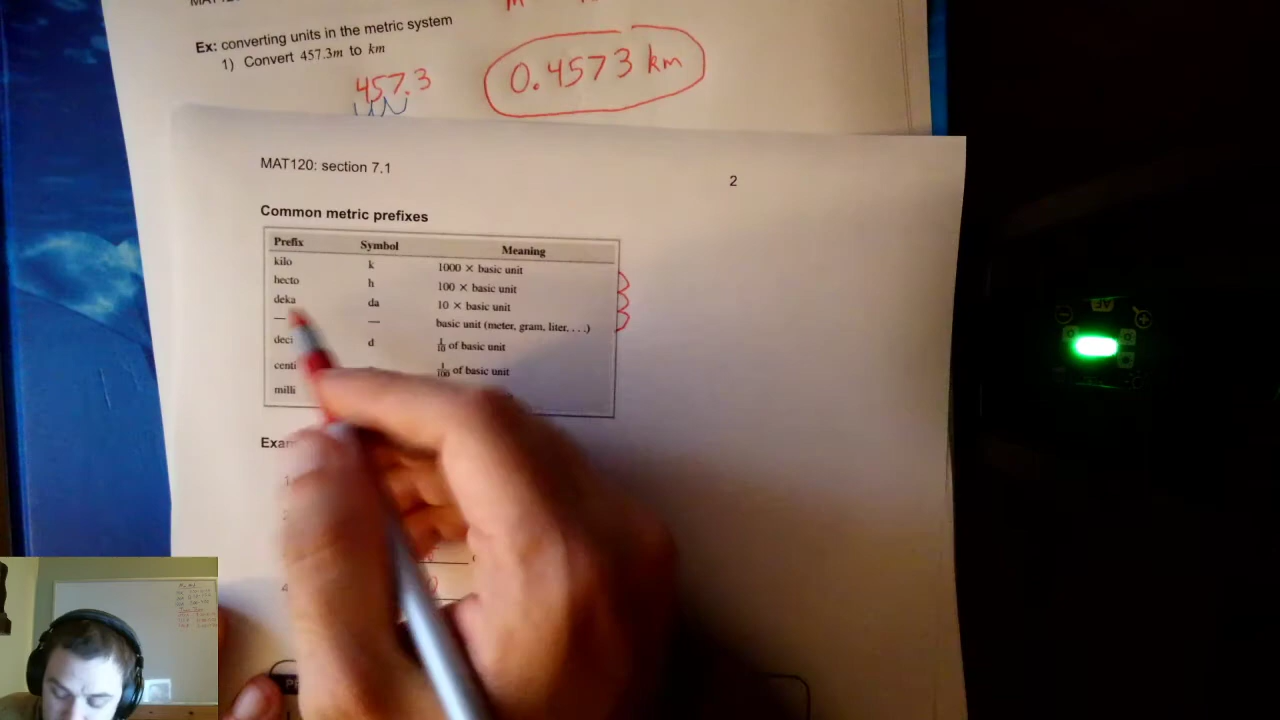 Ex: converting units in the metric system
1) Convert 457.3m to km
457.3
0.4573 km
MAT120: section 7.1
2
Common metric prefixes
Prefix Symbol Meaning
kilo k 1000 × basic unit
hecto h 100 × basic unit
deka da 10 × basic unit
— — basic unit (meter, gram, liter, . . .)
deci d 1/10 of basic unit
centi 1/100 of basic unit
milli
AF